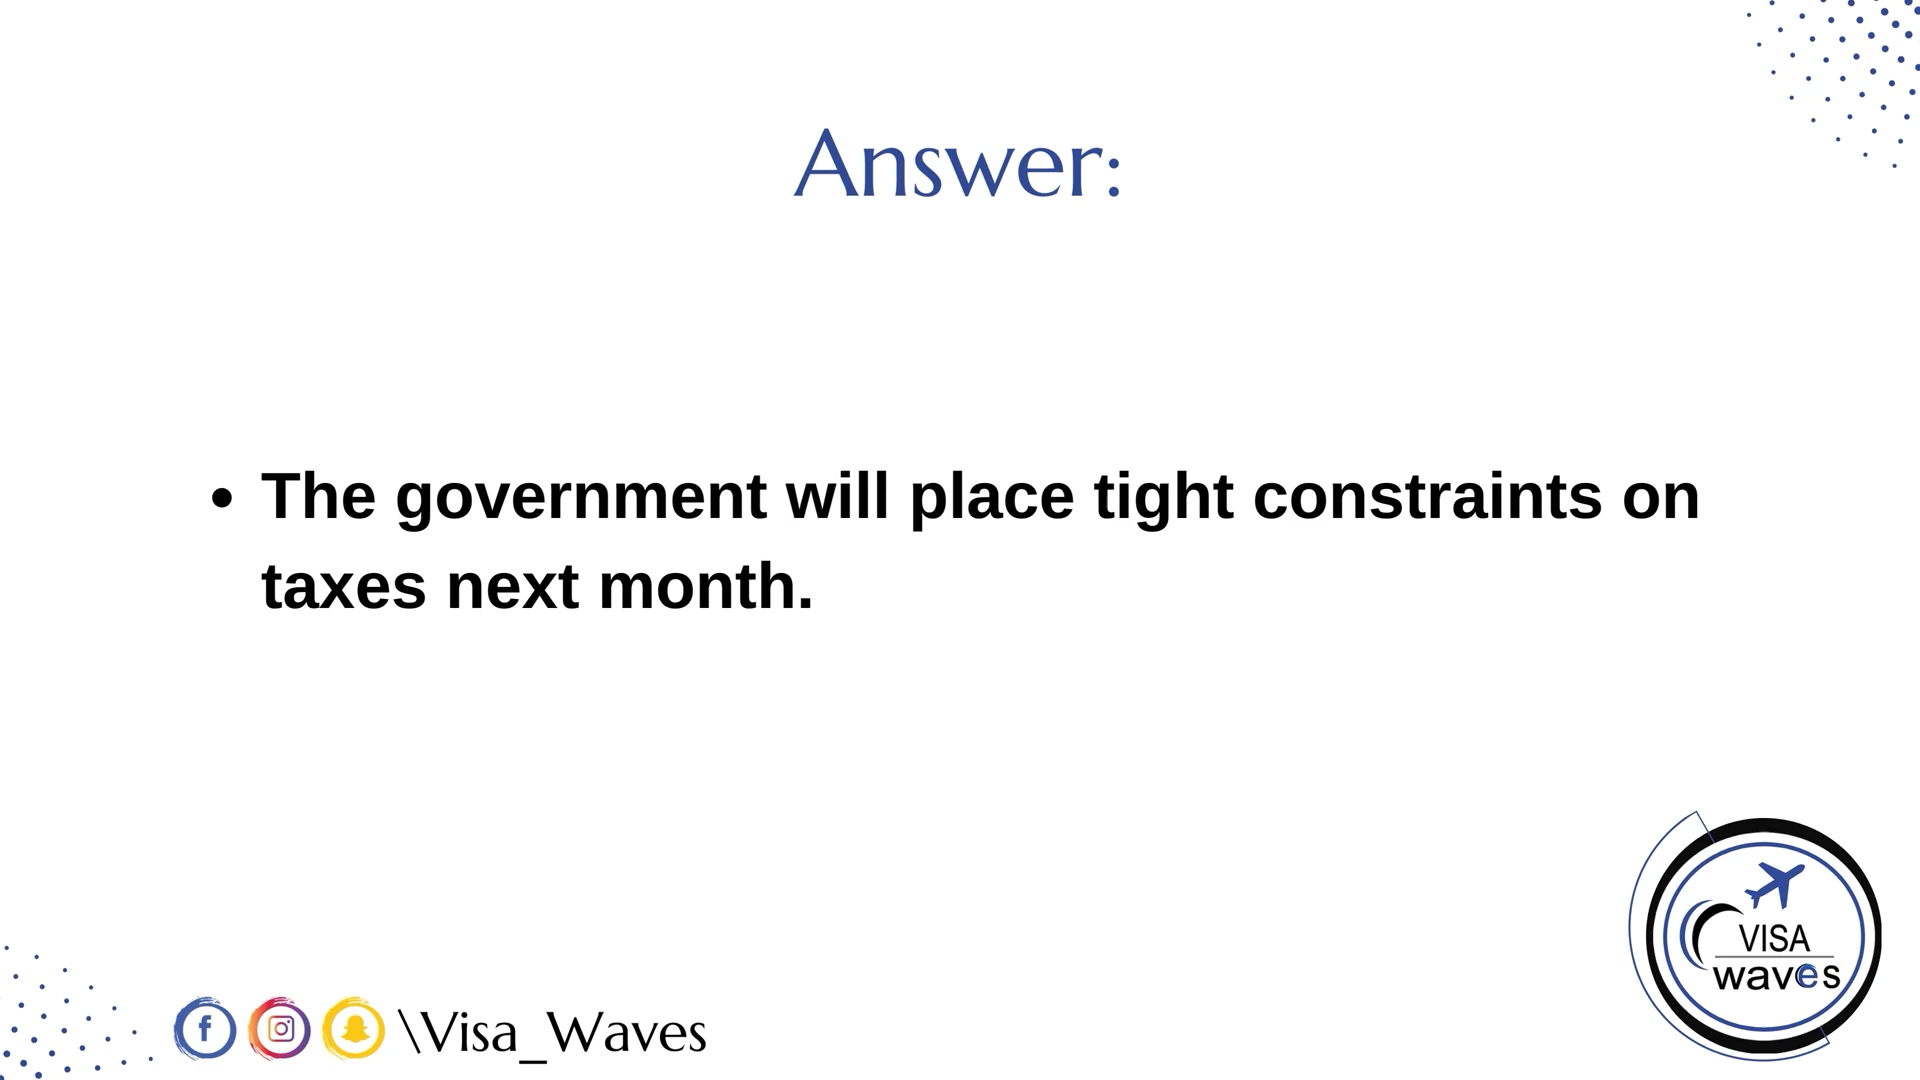 Answer:
• The government will place tight constraints on
taxes next month.
VISA
waves
\Visa_Waves